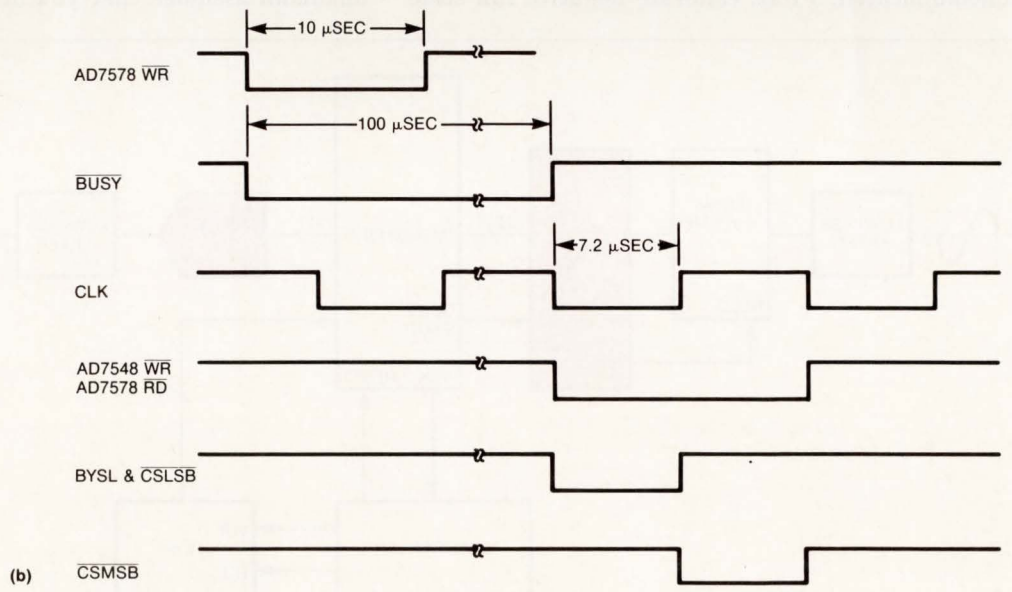 10 µSEC
AD7578 WR
100 µSEC
BUSY
7.2 µSEC
CLK
AD7548 WR
AD7578 RD
BYSL & CSLSB
CSMSB
(b)